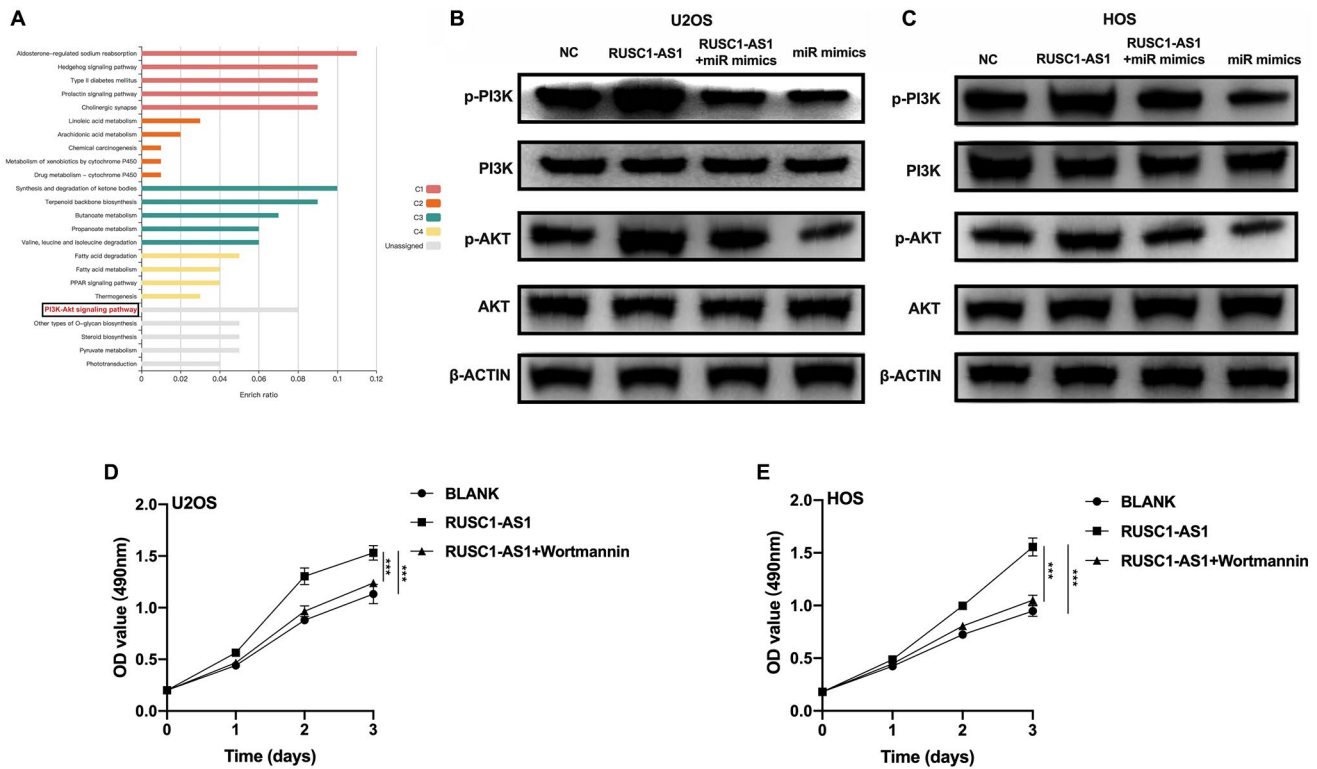 A
Aldosterone-regulated sodium reabsorption
Hedgehog signaling pathway
Type II diabetes mellitus
Prolactin signaling pathway
Cholinergic synapse
Linoleic acid metabolism
Arachidonic acid metabolism
Chemical carcinogenesis
Metabolism of xenobiotics by cytochrome P450
Drug metabolism - cytochrome P450
Synthesis and degradation of ketone bodies
Terpenoid backbone biosynthesis
Butanoate metabolism
Propanoate metabolism
Valine, leucine and isoleucine degradation
Fatty acid degradation
Fatty acid metabolism
PPAR signaling pathway
Thermogenesis
PI3K-Akt signaling pathway
Other types of O-glycan biosynthesis
Steroid biosynthesis
Pyruvate metabolism
Phototransduction
0 0.02 0.04 0.06 0.08 0.1 0.12
Enrich ratio
C1
C2
C3
C4
Unassigned
B
U2OS
NC RUSC1-AS1 RUSC1-AS1 +miR mimics miR mimics
p-PI3K
PI3K
p-AKT
AKT
β-ACTIN
C
HOS
NC RUSC1-AS1 RUSC1-AS1 +miR mimics miR mimics
p-PI3K
PI3K
p-AKT
AKT
β-ACTIN
D
U2OS
2.0
1.5
1.0
0.5
0.0
OD value (490nm)
0 1 2 3
Time (days)
BLANK
RUSC1-AS1
RUSC1-AS1+Wortmannin
***
***
E
HOS
2.0
1.5
1.0
0.5
0.0
OD value (490nm)
0 1 2 3
Time (days)
BLANK
RUSC1-AS1
RUSC1-AS1+Wortmannin
***
***